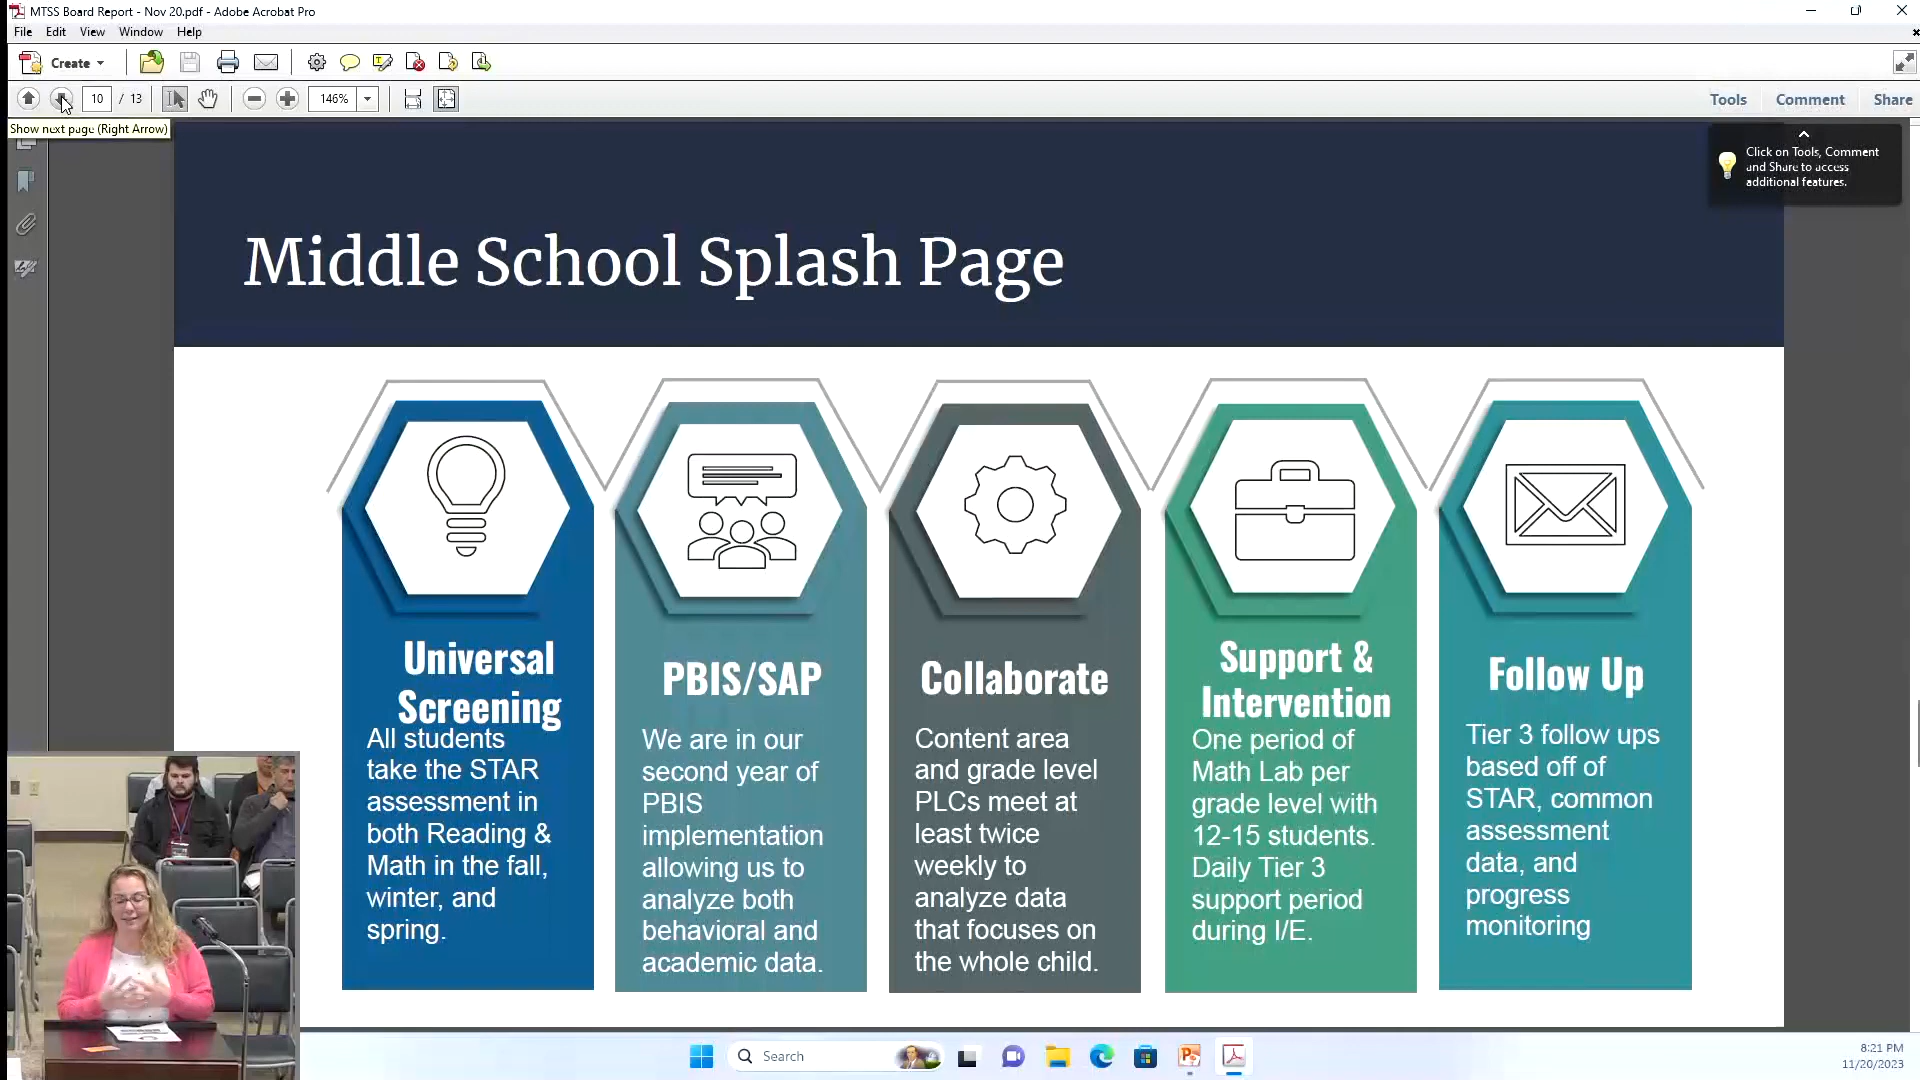 MTSS Board Report - Nov 20.pdf - Adobe Acrobat Pro
File Edit View Window Help
Create
10 / 13 146% Tools Comment Share
Show next page (Right Arrow)
Click on Tools, Comment
and Share to access
additional features.
Middle School Splash Page
Universal
Screening
All students
take the STAR
assessment in
both Reading &
Math in the fall,
winter, and
spring.
PBIS/SAP
We are in our
second year of
PBIS
implementation
allowing us to
analyze both
behavioral and
academic data.
Collaborate
Content area
and grade level
PLCs meet at
least twice
weekly to
analyze data
that focuses on
the whole child.
Support &
Intervention
One period of
Math Lab per
grade level with
12-15 students.
Daily Tier 3
support period
during I/E.
Follow Up
Tier 3 follow ups
based off of
STAR, common
assessment
data, and
progress
monitoring
Search
8:21 PM
11/20/2023